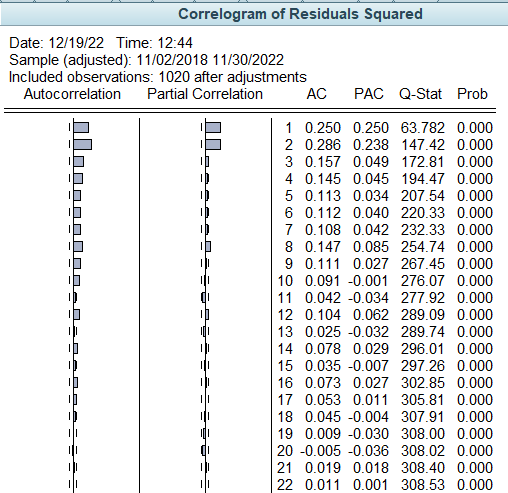 Correlogram of Residuals Squared
Date: 12/19/22 Time: 12:44
Sample (adjusted): 11/02/2018 11/30/2022
Included observations: 1020 after adjustments
Autocorrelation Partial Correlation AC PAC Q-Stat Prob
1 0.250 0.250 63.782 0.000
2 0.286 0.238 147.42 0.000
3 0.157 0.049 172.81 0.000
4 0.145 0.045 194.47 0.000
5 0.113 0.034 207.54 0.000
6 0.112 0.040 220.33 0.000
7 0.108 0.042 232.33 0.000
8 0.147 0.085 254.74 0.000
9 0.111 0.027 267.45 0.000
10 0.091 -0.001 276.07 0.000
11 0.042 -0.034 277.92 0.000
12 0.104 0.062 289.09 0.000
13 0.025 -0.032 289.74 0.000
14 0.078 0.029 296.01 0.000
15 0.035 -0.007 297.26 0.000
16 0.073 0.027 302.85 0.000
17 0.053 0.011 305.81 0.000
18 0.045 -0.004 307.91 0.000
19 0.009 -0.030 308.00 0.000
20 -0.005 -0.036 308.02 0.000
21 0.019 0.018 308.40 0.000
22 0.011 0.001 308.53 0.000